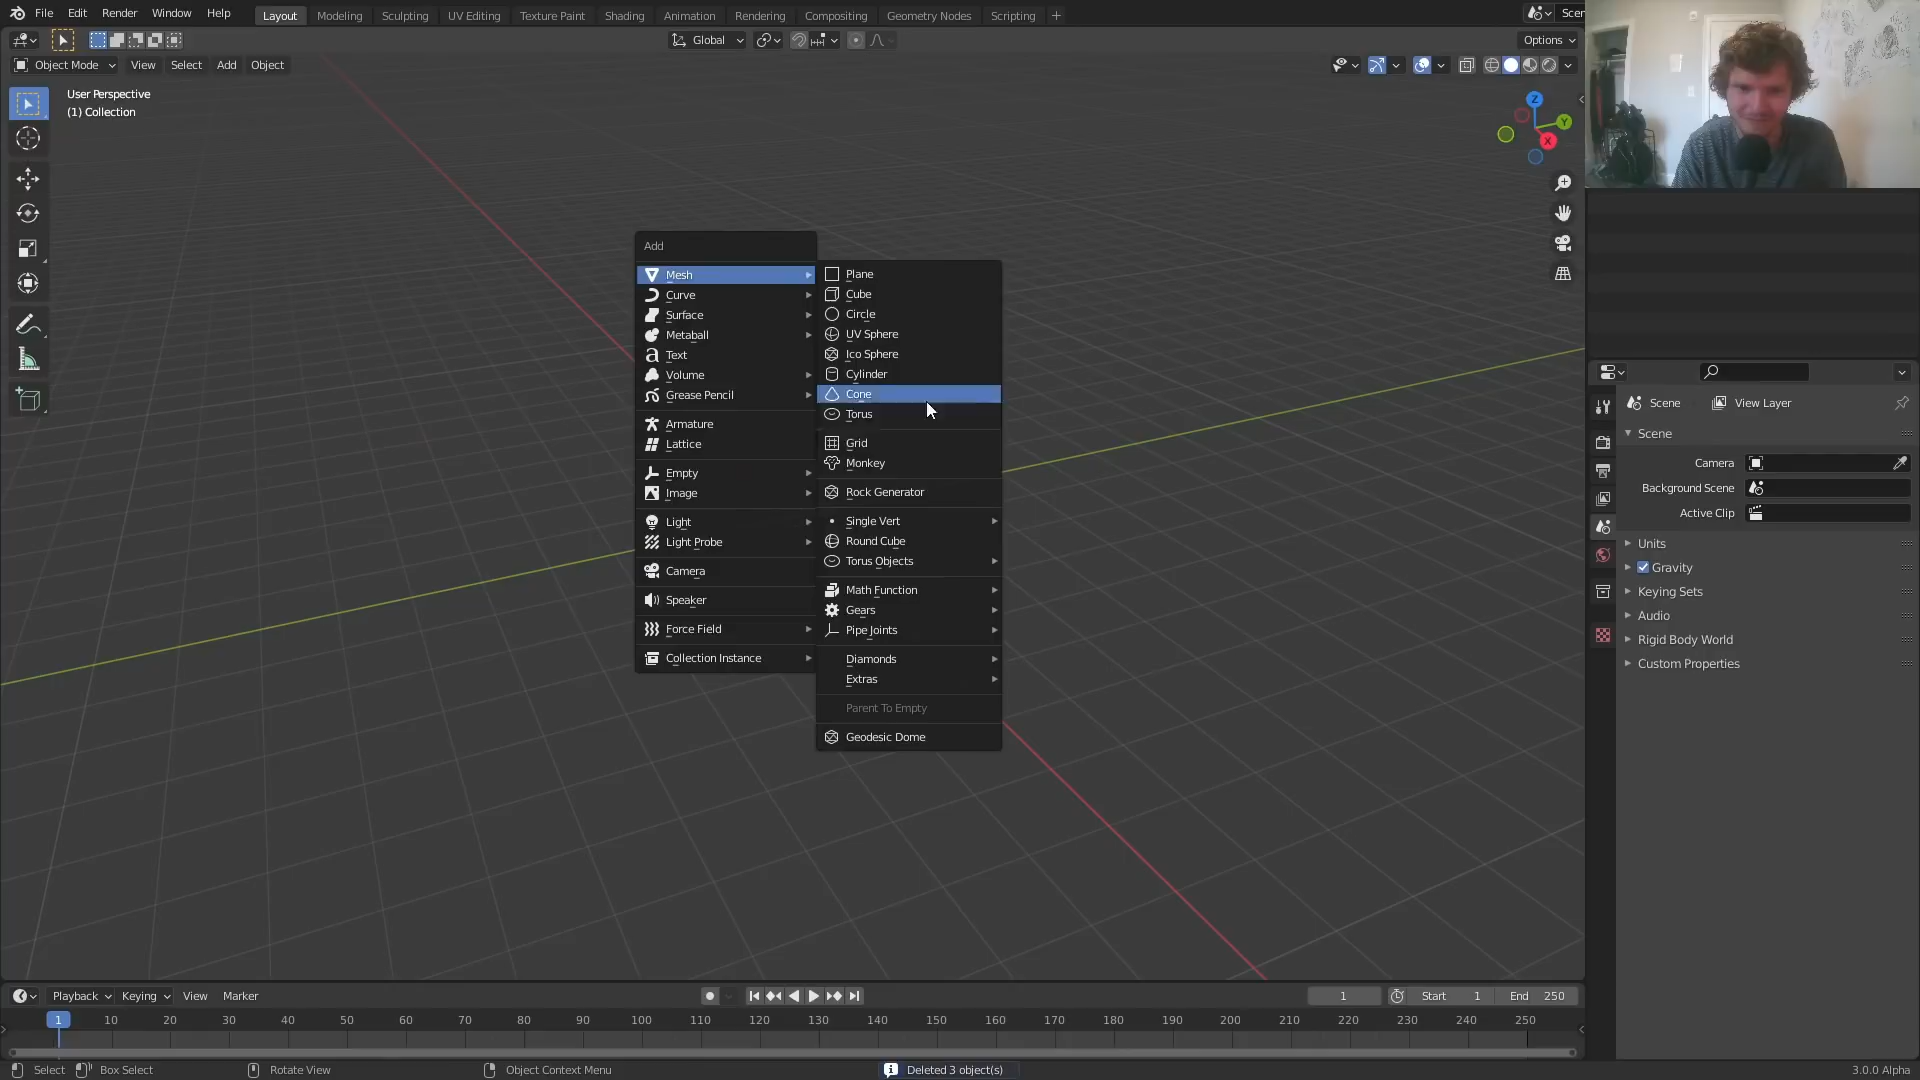 File Edit Render Window Help Layout Modeling Sculpting UV Editing Texture Paint Shading Animation Rendering Compositing Geometry Nodes Scripting +
Global Options
Object Mode View Select Add Object
User Perspective
(1) Collection
Z
Y
X
Add
Mesh
Curve
Surface
Metaball
Text
Volume
Grease Pencil
Armature
Lattice
Empty
Image
Light
Light Probe
Camera
Speaker
Force Field
Collection Instance
Plane
Cube
Circle
UV Sphere
Ico Sphere
Cylinder
Cone
Torus
Grid
Monkey
Rock Generator
Single Vert
Round Cube
Torus Objects
Math Function
Gears
Pipe Joints
Diamonds
Extras
Parent To Empty
Geodesic Dome
Scene View Layer
Scene
Camera
Background Scene
Active Clip
Units
Gravity
Keying Sets
Audio
Rigid Body World
Custom Properties
Playback Keying View Marker 1 Start 1 End 250
1 10 20 30 40 50 60 70 80 90 100 110 120 130 140 150 160 170 180 190 200 210 220 230 240 250
Select Box Select Rotate View Object Context Menu Deleted 3 object(s) 3.0.0 Alpha